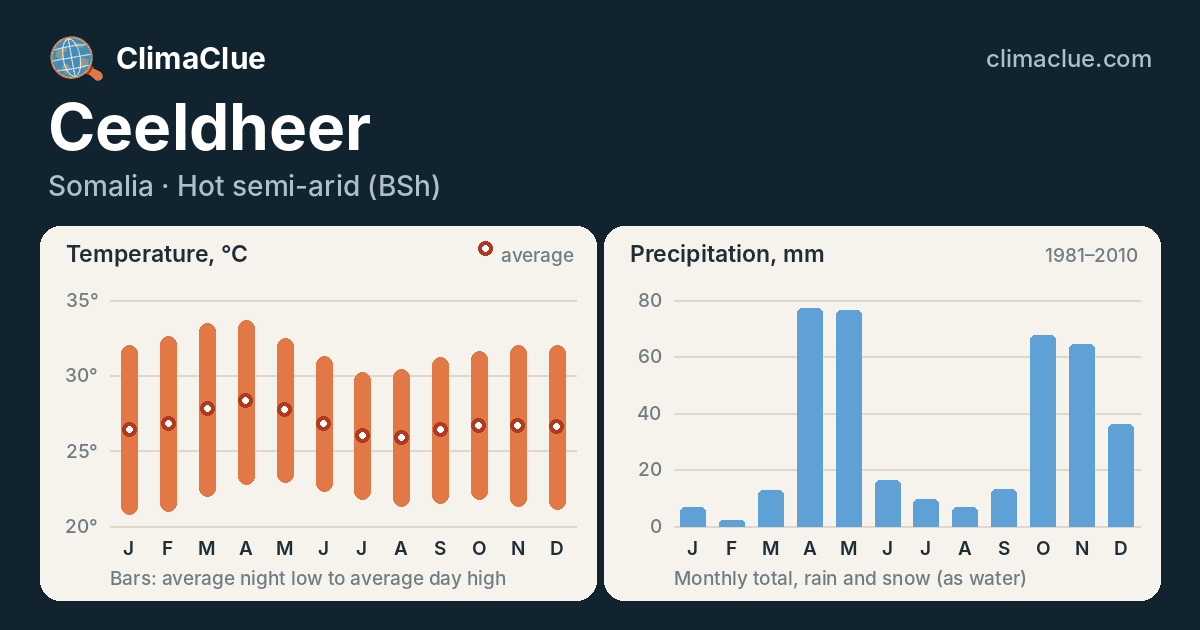 ClimaClue
climaclue.com
Ceeldheer
Somalia · Hot semi-arid (BSh)
Temperature, °C
average
35°
30°
25°
20°
J F M A M J J A S O N D
Bars: average night low to average day high
Precipitation, mm
1981–2010
80
60
40
20
0
J F M A M J J A S O N D
Monthly total, rain and snow (as water)